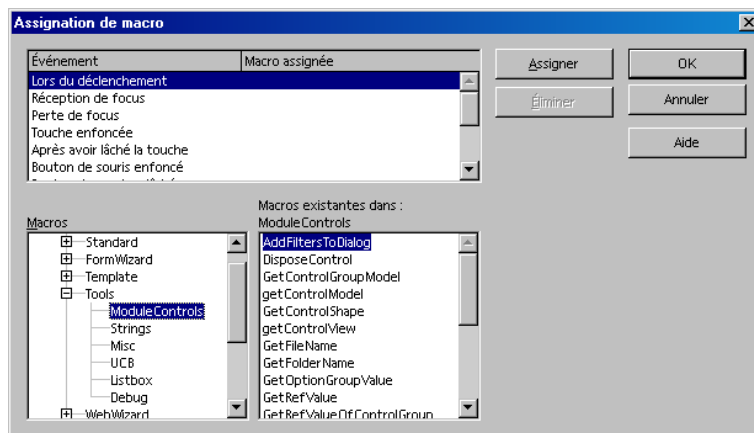 Assignation de macro
Événement Macro assignée
Lors du déclenchement
Réception de focus
Perte de focus
Touche enfoncée
Après avoir lâché la touche
Bouton de souris enfoncé
Assigner
Éliminer
OK
Annuler
Aide
Macros
Standard
FormWizard
Template
Tools
ModuleControls
Strings
Misc
UCB
Listbox
Debug
WebWizard
Macros existantes dans :
ModuleControls
AddFiltersToDialog
DisposeControl
GetControlGroupModel
getControlModel
GetControlShape
getControlView
GetFileName
GetFolderName
GetOptionGroupValue
GetRefValue
GetRefValueOfControlGroup